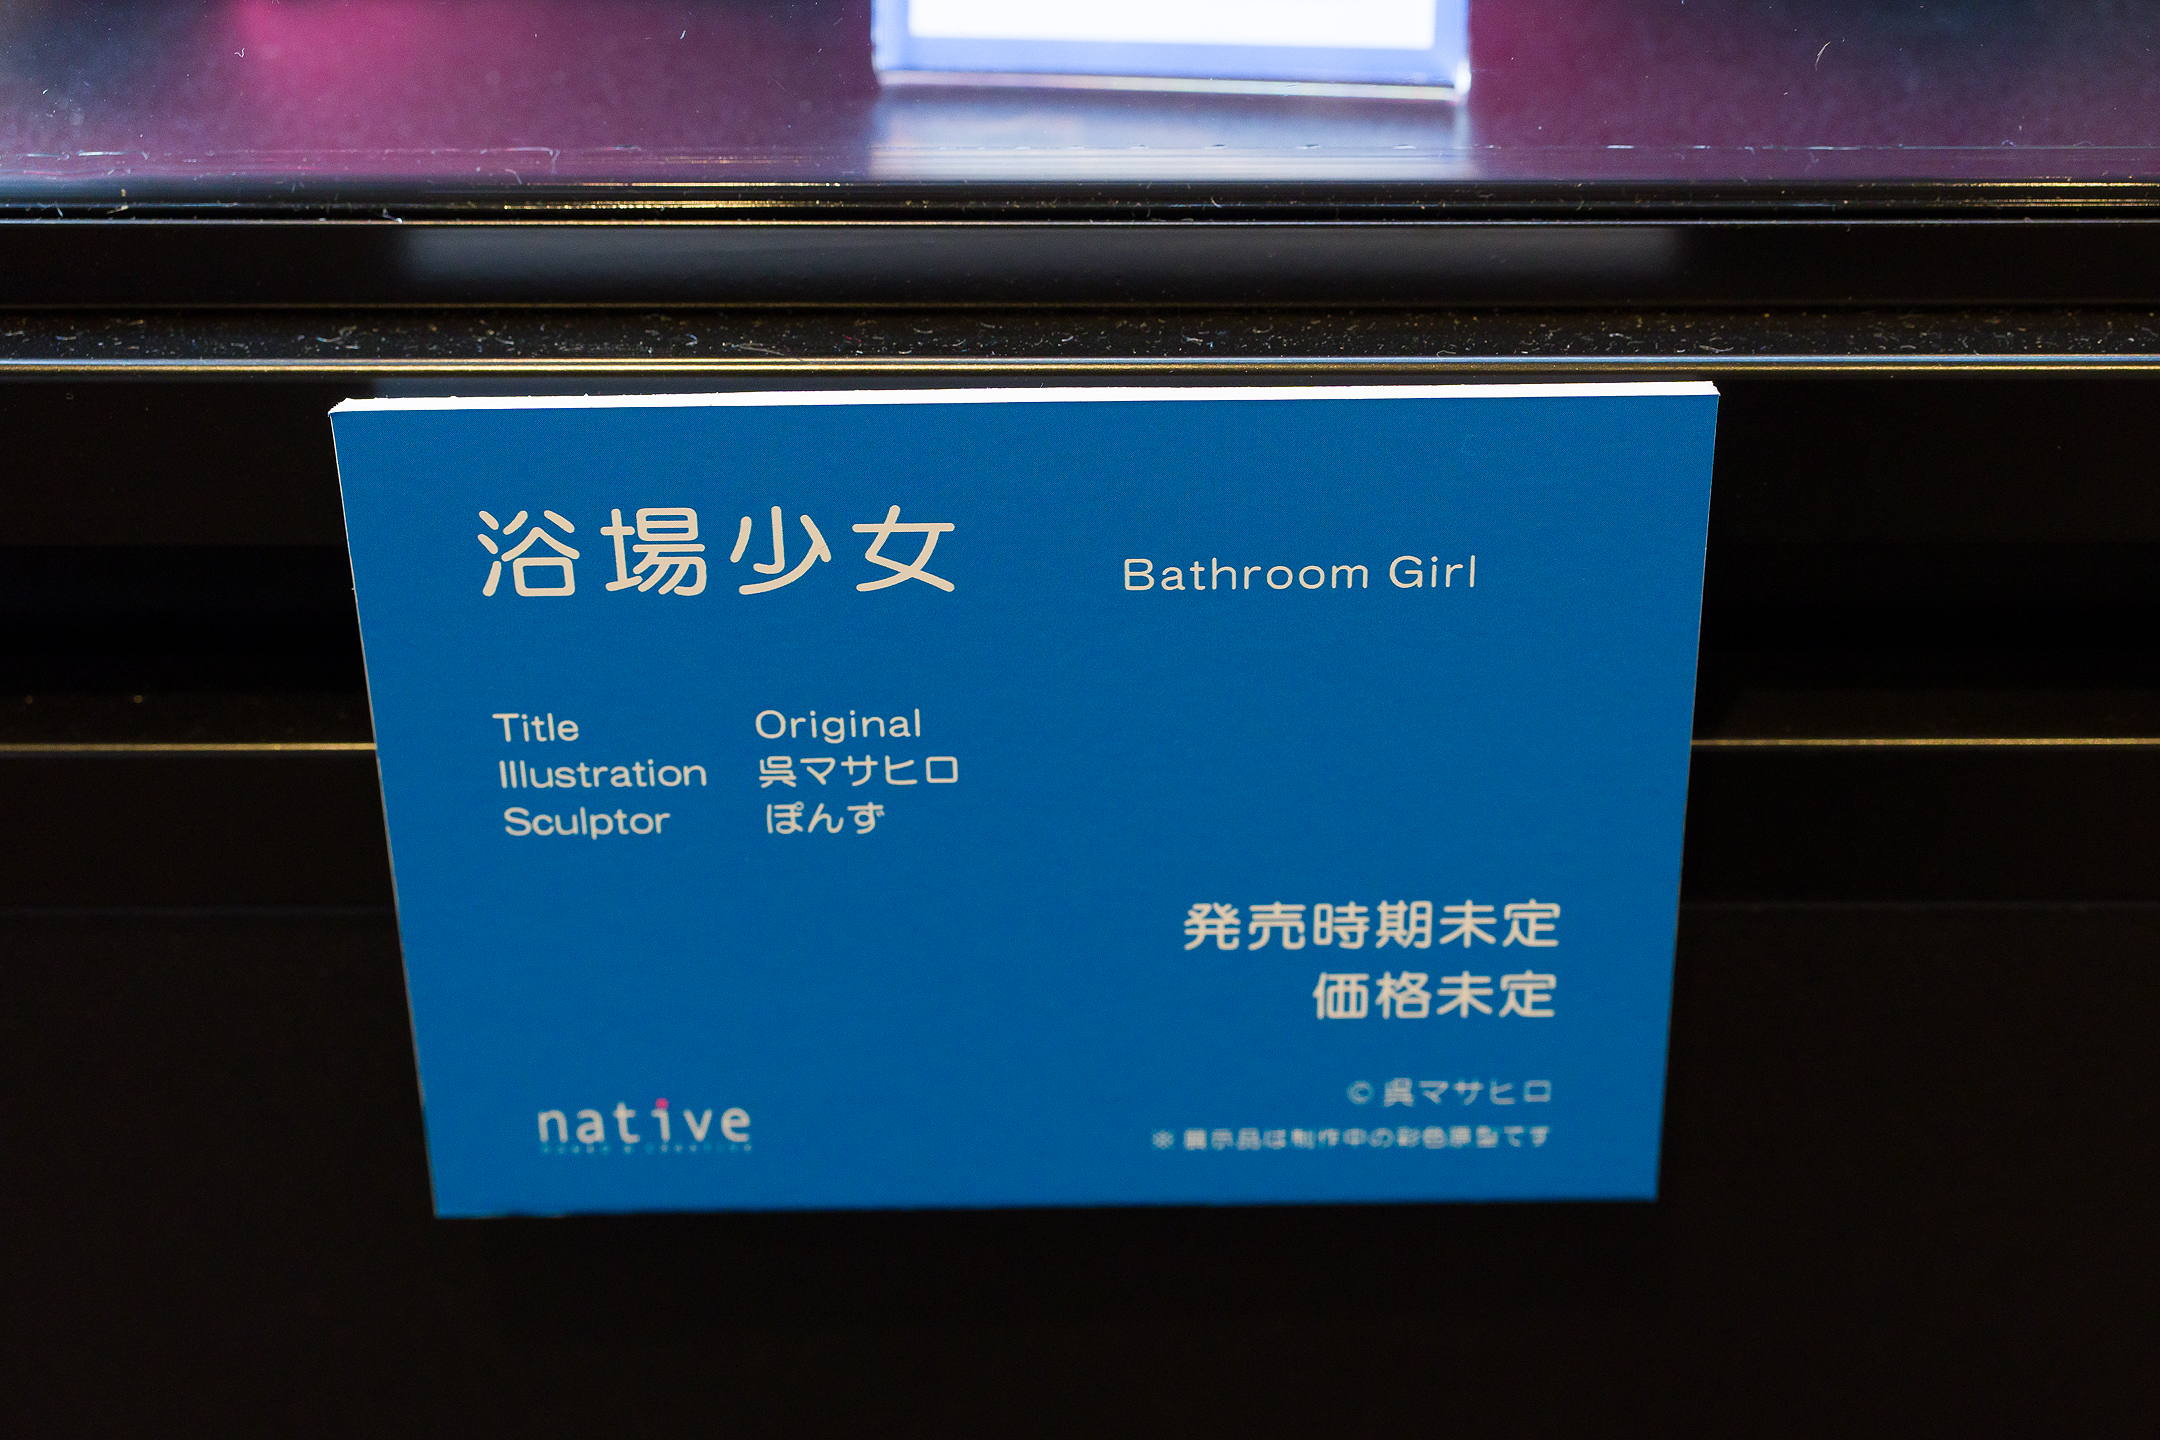 浴場少女 Bathroom Girl
Title Original
Illustration 呉マサヒロ
Sculptor ぽんず
発売時期未定
価格未定
© 呉マサヒロ
※ 展示品は制作中の彩色原型です
native